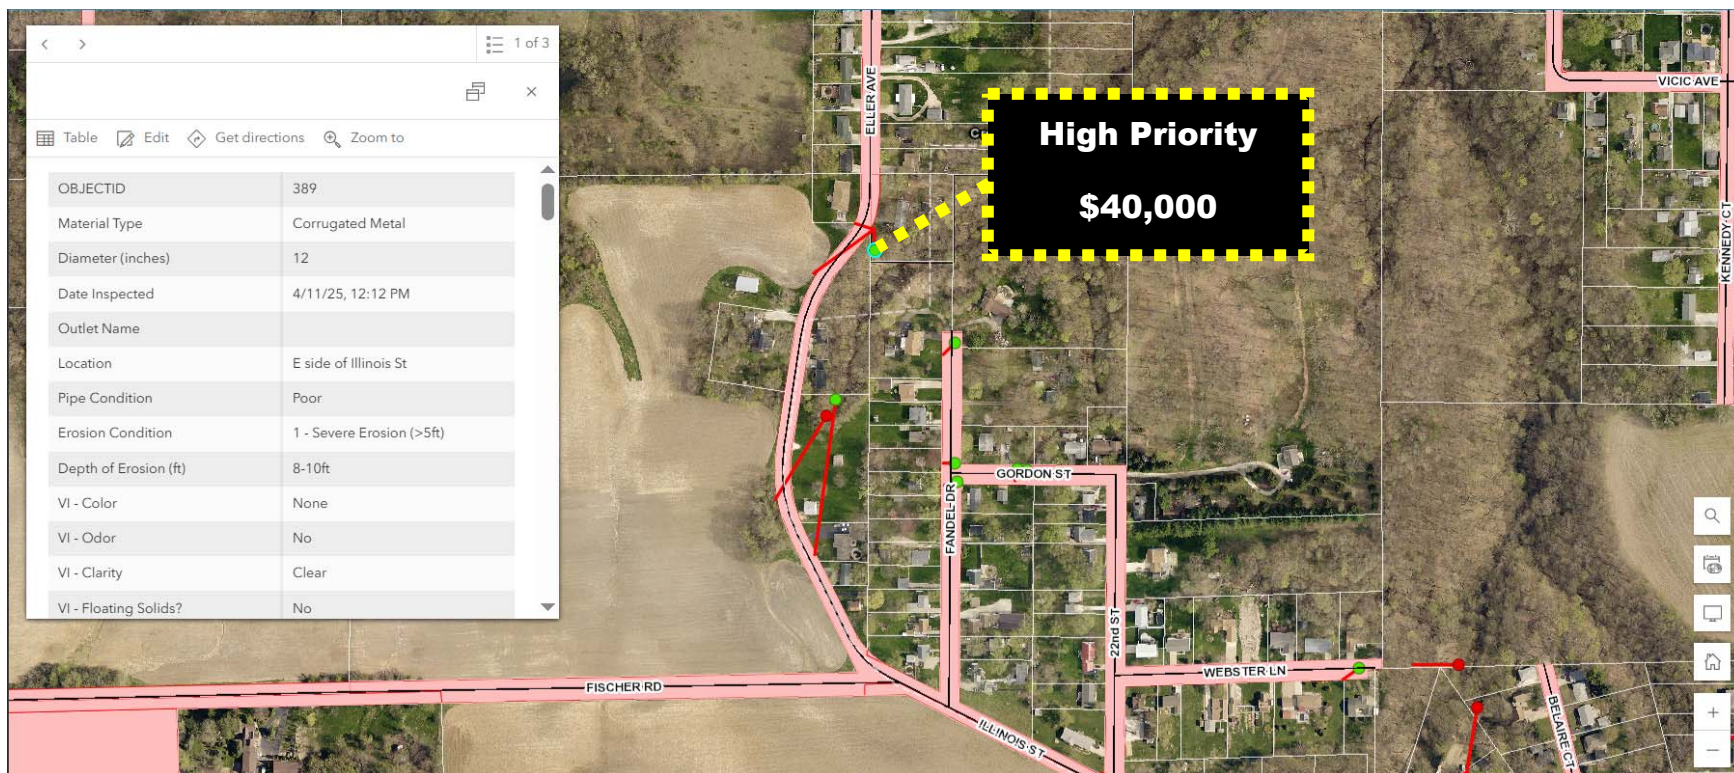 1 of 3
Table Edit Get directions Zoom to
OBJECTID 389
Material Type Corrugated Metal
Diameter (inches) 12
Date Inspected 4/11/25, 12:12 PM
Outlet Name
Location E side of Illinois St
Pipe Condition Poor
Erosion Condition 1 - Severe Erosion (>5ft)
Depth of Erosion (ft) 8-10ft
VI - Color None
VI - Odor No
VI - Clarity Clear
VI - Floating Solids? No
High Priority
$40,000
ELLER AVE
VICIC AVE
KENNEDY CT
GORDON ST
FANDEL DR
22nd ST
WEBSTER LN
FISCHER RD
ILLINOIS ST
BELAIRE CT